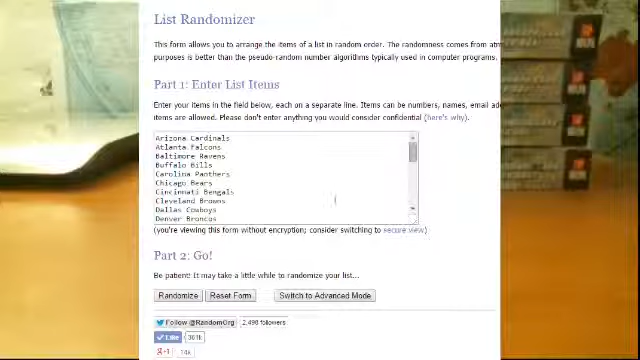 List Randomizer
This form allows you to arrange the items of a list in random order. The randomness comes from atm
purposes is better than the pseudo-random number algorithms typically used in computer programs.
Part 1: Enter List Items
Enter your items in the field below, each on a separate line. Items can be numbers, names, email ad
items are allowed. Please don't enter anything you would consider confidential (here's why).
Arizona Cardinals
Atlanta Falcons
Baltimore Ravens
Buffalo Bills
Carolina Panthers
Chicago Bears
Cincinnati Bengals
Cleveland Browns
Dallas Cowboys
Denver Broncos
(you're viewing this form without encryption; consider switching to secure view)
Part 2: Go!
Be patient! It may take a little while to randomize your list...
Randomize Reset Form Switch to Advanced Mode
Follow @RandomOrg 2,498 followers
Like 361k
g+1 14k